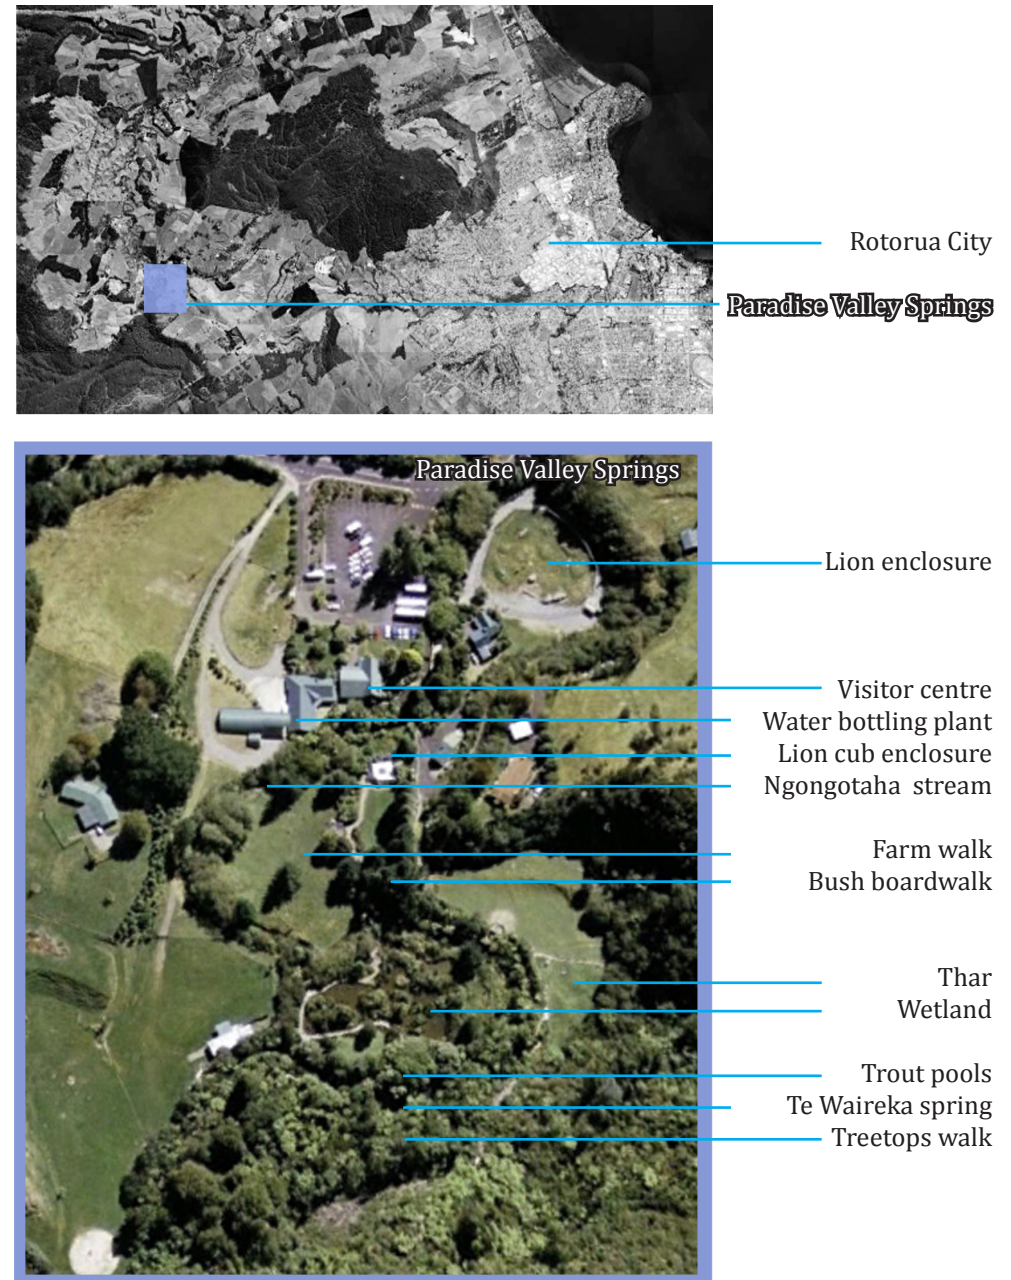 Rotorua City
Paradise Valley Springs
Paradise Valley Springs
Lion enclosure
Visitor centre
Water bottling plant
Lion cub enclosure
Ngongotaha  stream
Farm walk
Bush boardwalk
Thar
Wetland
Trout pools
Te Waireka spring
Treetops walk